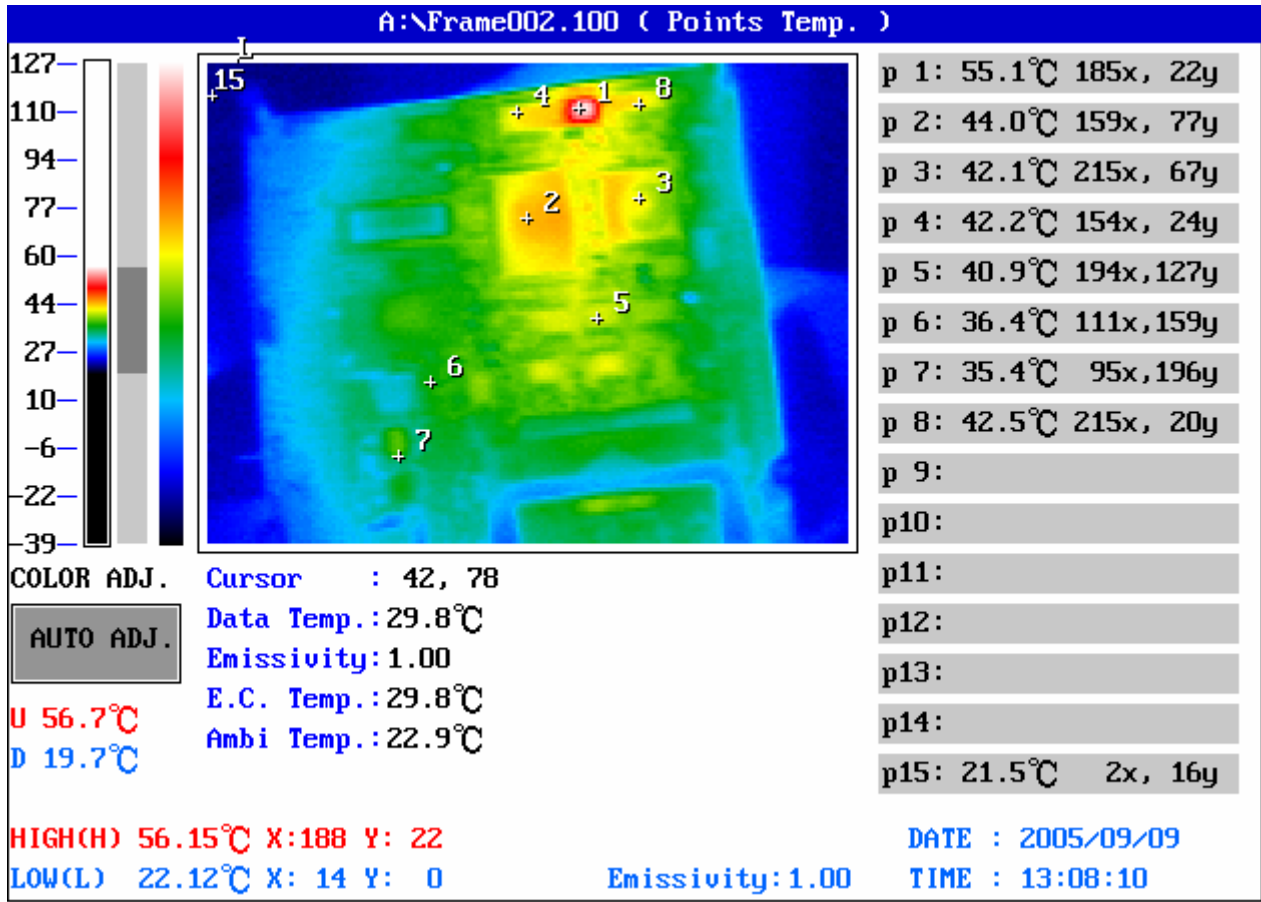 A:\Frame002.100 ( Points Temp. )
127
110
94
77
60
44
27
10
-6
-22
-39
COLOR ADJ.
AUTO ADJ.
U 56.7℃
D 19.7℃
L
15
4
1
8
2
3
5
6
7
Cursor : 42, 78
Data Temp.:29.8℃
Emissivity:1.00
E.C. Temp.:29.8℃
Ambi Temp.:22.9℃
p 1: 55.1℃ 185x, 22y
p 2: 44.0℃ 159x, 77y
p 3: 42.1℃ 215x, 67y
p 4: 42.2℃ 154x, 24y
p 5: 40.9℃ 194x,127y
p 6: 36.4℃ 111x,159y
p 7: 35.4℃ 95x,196y
p 8: 42.5℃ 215x, 20y
p 9:
p10:
p11:
p12:
p13:
p14:
p15: 21.5℃ 2x, 16y
HIGH(H) 56.15℃ X:188 Y: 22
LOW(L) 22.12℃ X: 14 Y: 0
Emissivity:1.00
DATE : 2005/09/09
TIME : 13:08:10